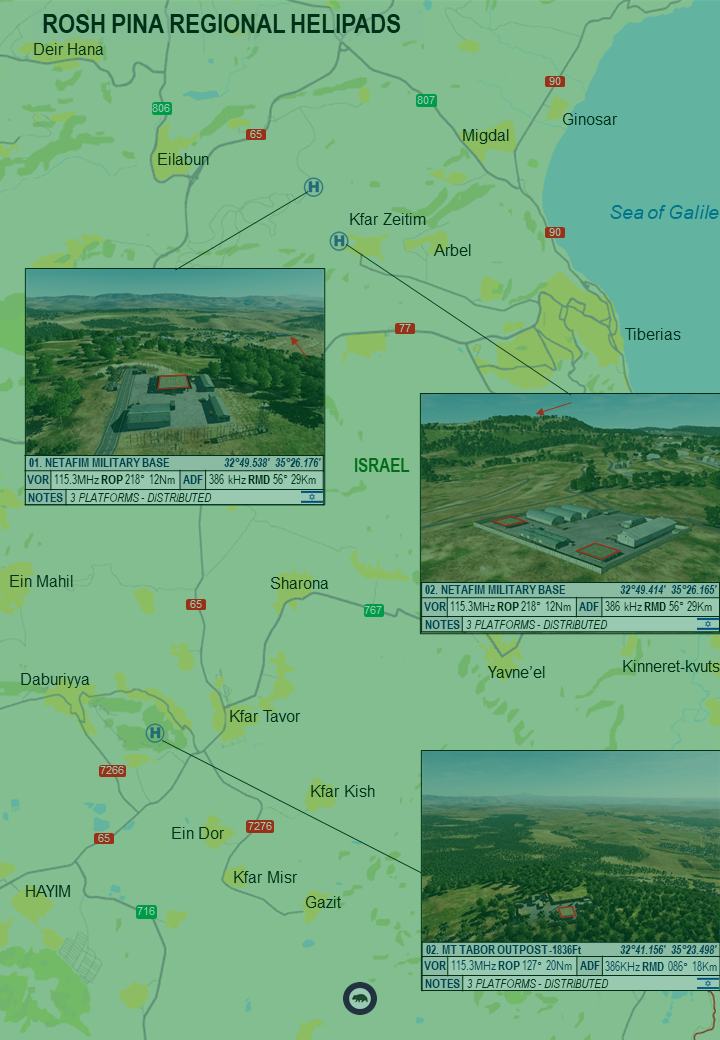 ROSH PINA REGIONAL HELIPADS
Deir Hana
90
807
806
Ginosar
65
Migdal
Eilabun
H
Sea of Galile
Kfar Zeitim
90
H
Arbel
77
Tiberias
ISRAEL
01. NETAFIM MILITARY BASE 32°49.538' 35°26.176'
VOR 115.3MHz ROP 218° 12Nm ADF 386 kHz RMD 56° 29Km
NOTES 3 PLATFORMS - DISTRIBUTED
02. NETAFIM MILITARY BASE 32°49.414' 35°26.165'
VOR 115.3MHz ROP 218° 12Nm ADF 386 kHz RMD 56° 29Km
NOTES 3 PLATFORMS - DISTRIBUTED
Ein Mahil
Sharona
65
767
Yavne'el
Kinneret-kvuts
Daburiyya
Kfar Tavor
H
7266
Kfar Kish
7276
Ein Dor
65
Kfar Misr
HAYIM
Gazit
716
02. MT TABOR OUTPOST-1836Ft 32°41.156' 35°23.498'
VOR 115.3MHz ROP 127° 20Nm ADF 386KHz RMD 086° 18Km
NOTES 3 PLATFORMS - DISTRIBUTED